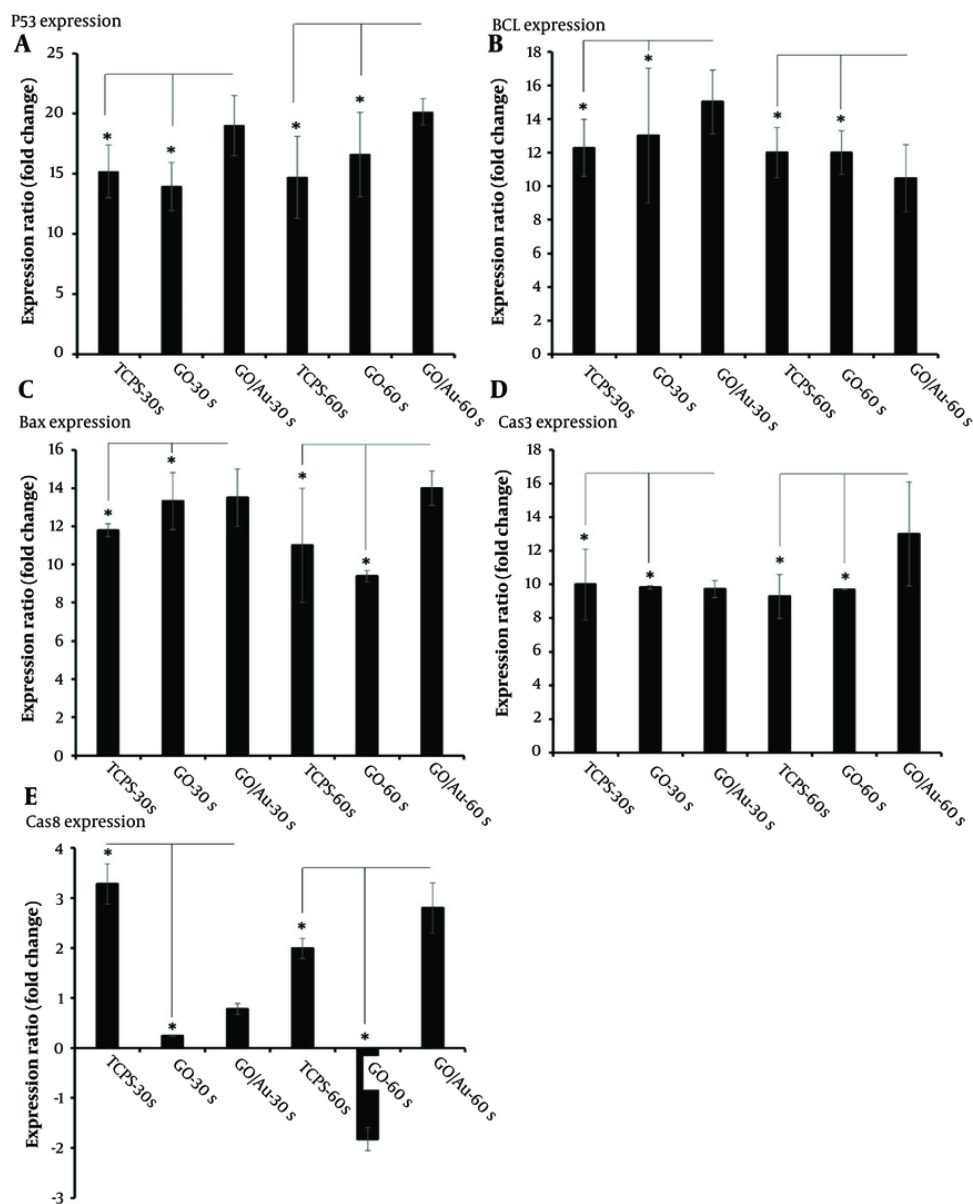 P53 expression
A
Expression ratio (fold change)
25
20
15
10
5
0
*
*
*
*
TCPS-30s
GO-30 s
GO/Au-30 s
TCPS-60s
GO-60 s
GO/Au-60 s
BCL expression
B
Expression ratio (fold change)
18
16
14
12
10
8
6
4
2
0
*
*
*
*
TCPS-30s
GO-30 s
GO/Au-30 s
TCPS-60s
GO-60 s
GO/Au-60 s
C
Bax expression
Expression ratio (fold change)
16
14
12
10
8
6
4
2
0
*
*
*
*
TCPS-30s
GO-30 s
GO/Au-30 s
TCPS-60s
GO-60 s
GO/Au-60 s
D
Cas3 expression
Expression ratio (fold change)
18
16
14
12
10
8
6
4
2
0
*
*
*
*
TCPS-30s
GO-30 s
GO/Au-30 s
TCPS-60s
GO-60 s
GO/Au-60 s
E
Cas8 expression
Expression ratio (fold change)
4
3
2
1
0
-1
-2
-3
*
*
*
*
TCPS-30s
GO-30 s
GO/Au-30 s
TCPS-60s
GO-60 s
GO/Au-60 s